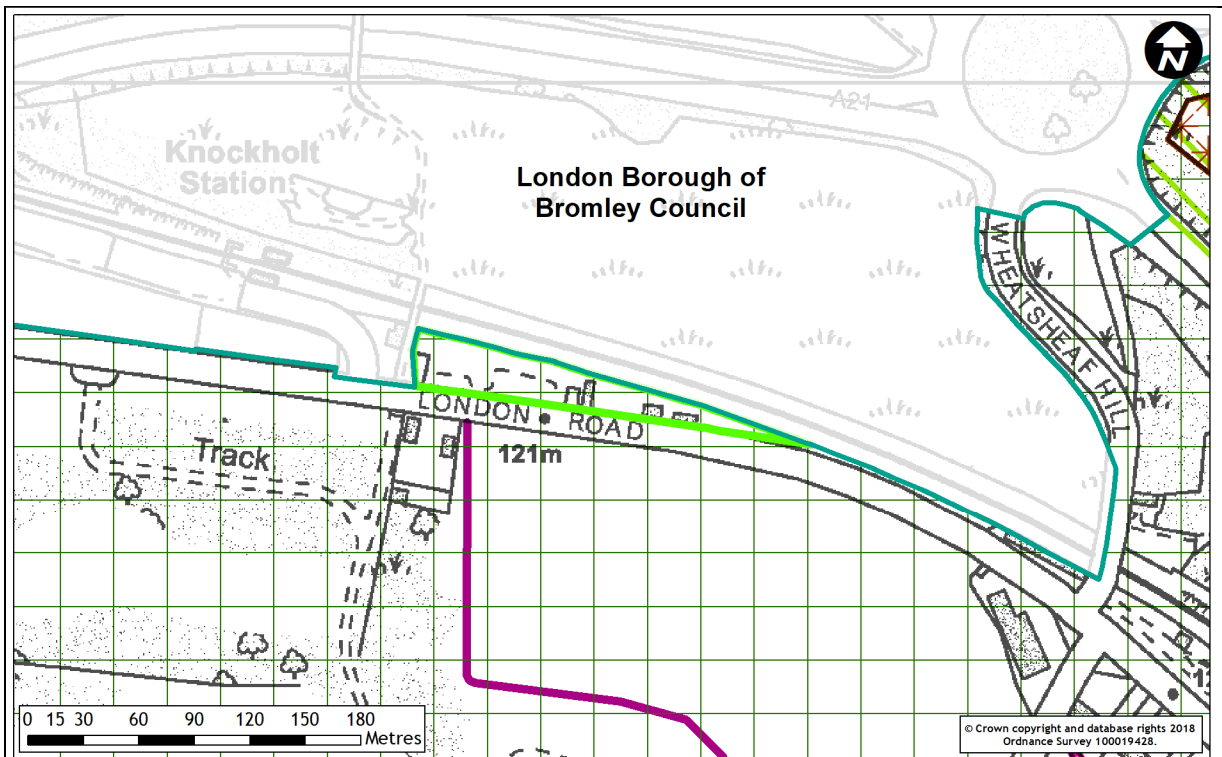 N
A21
Knockholt
Station
London Borough of
Bromley Council
WHEATSHEAF HILL
LONDON ROAD
121m
Track
0 15 30 60 90 120 150 180
Metres
© Crown copyright and database rights 2018
Ordnance Survey 100019428.